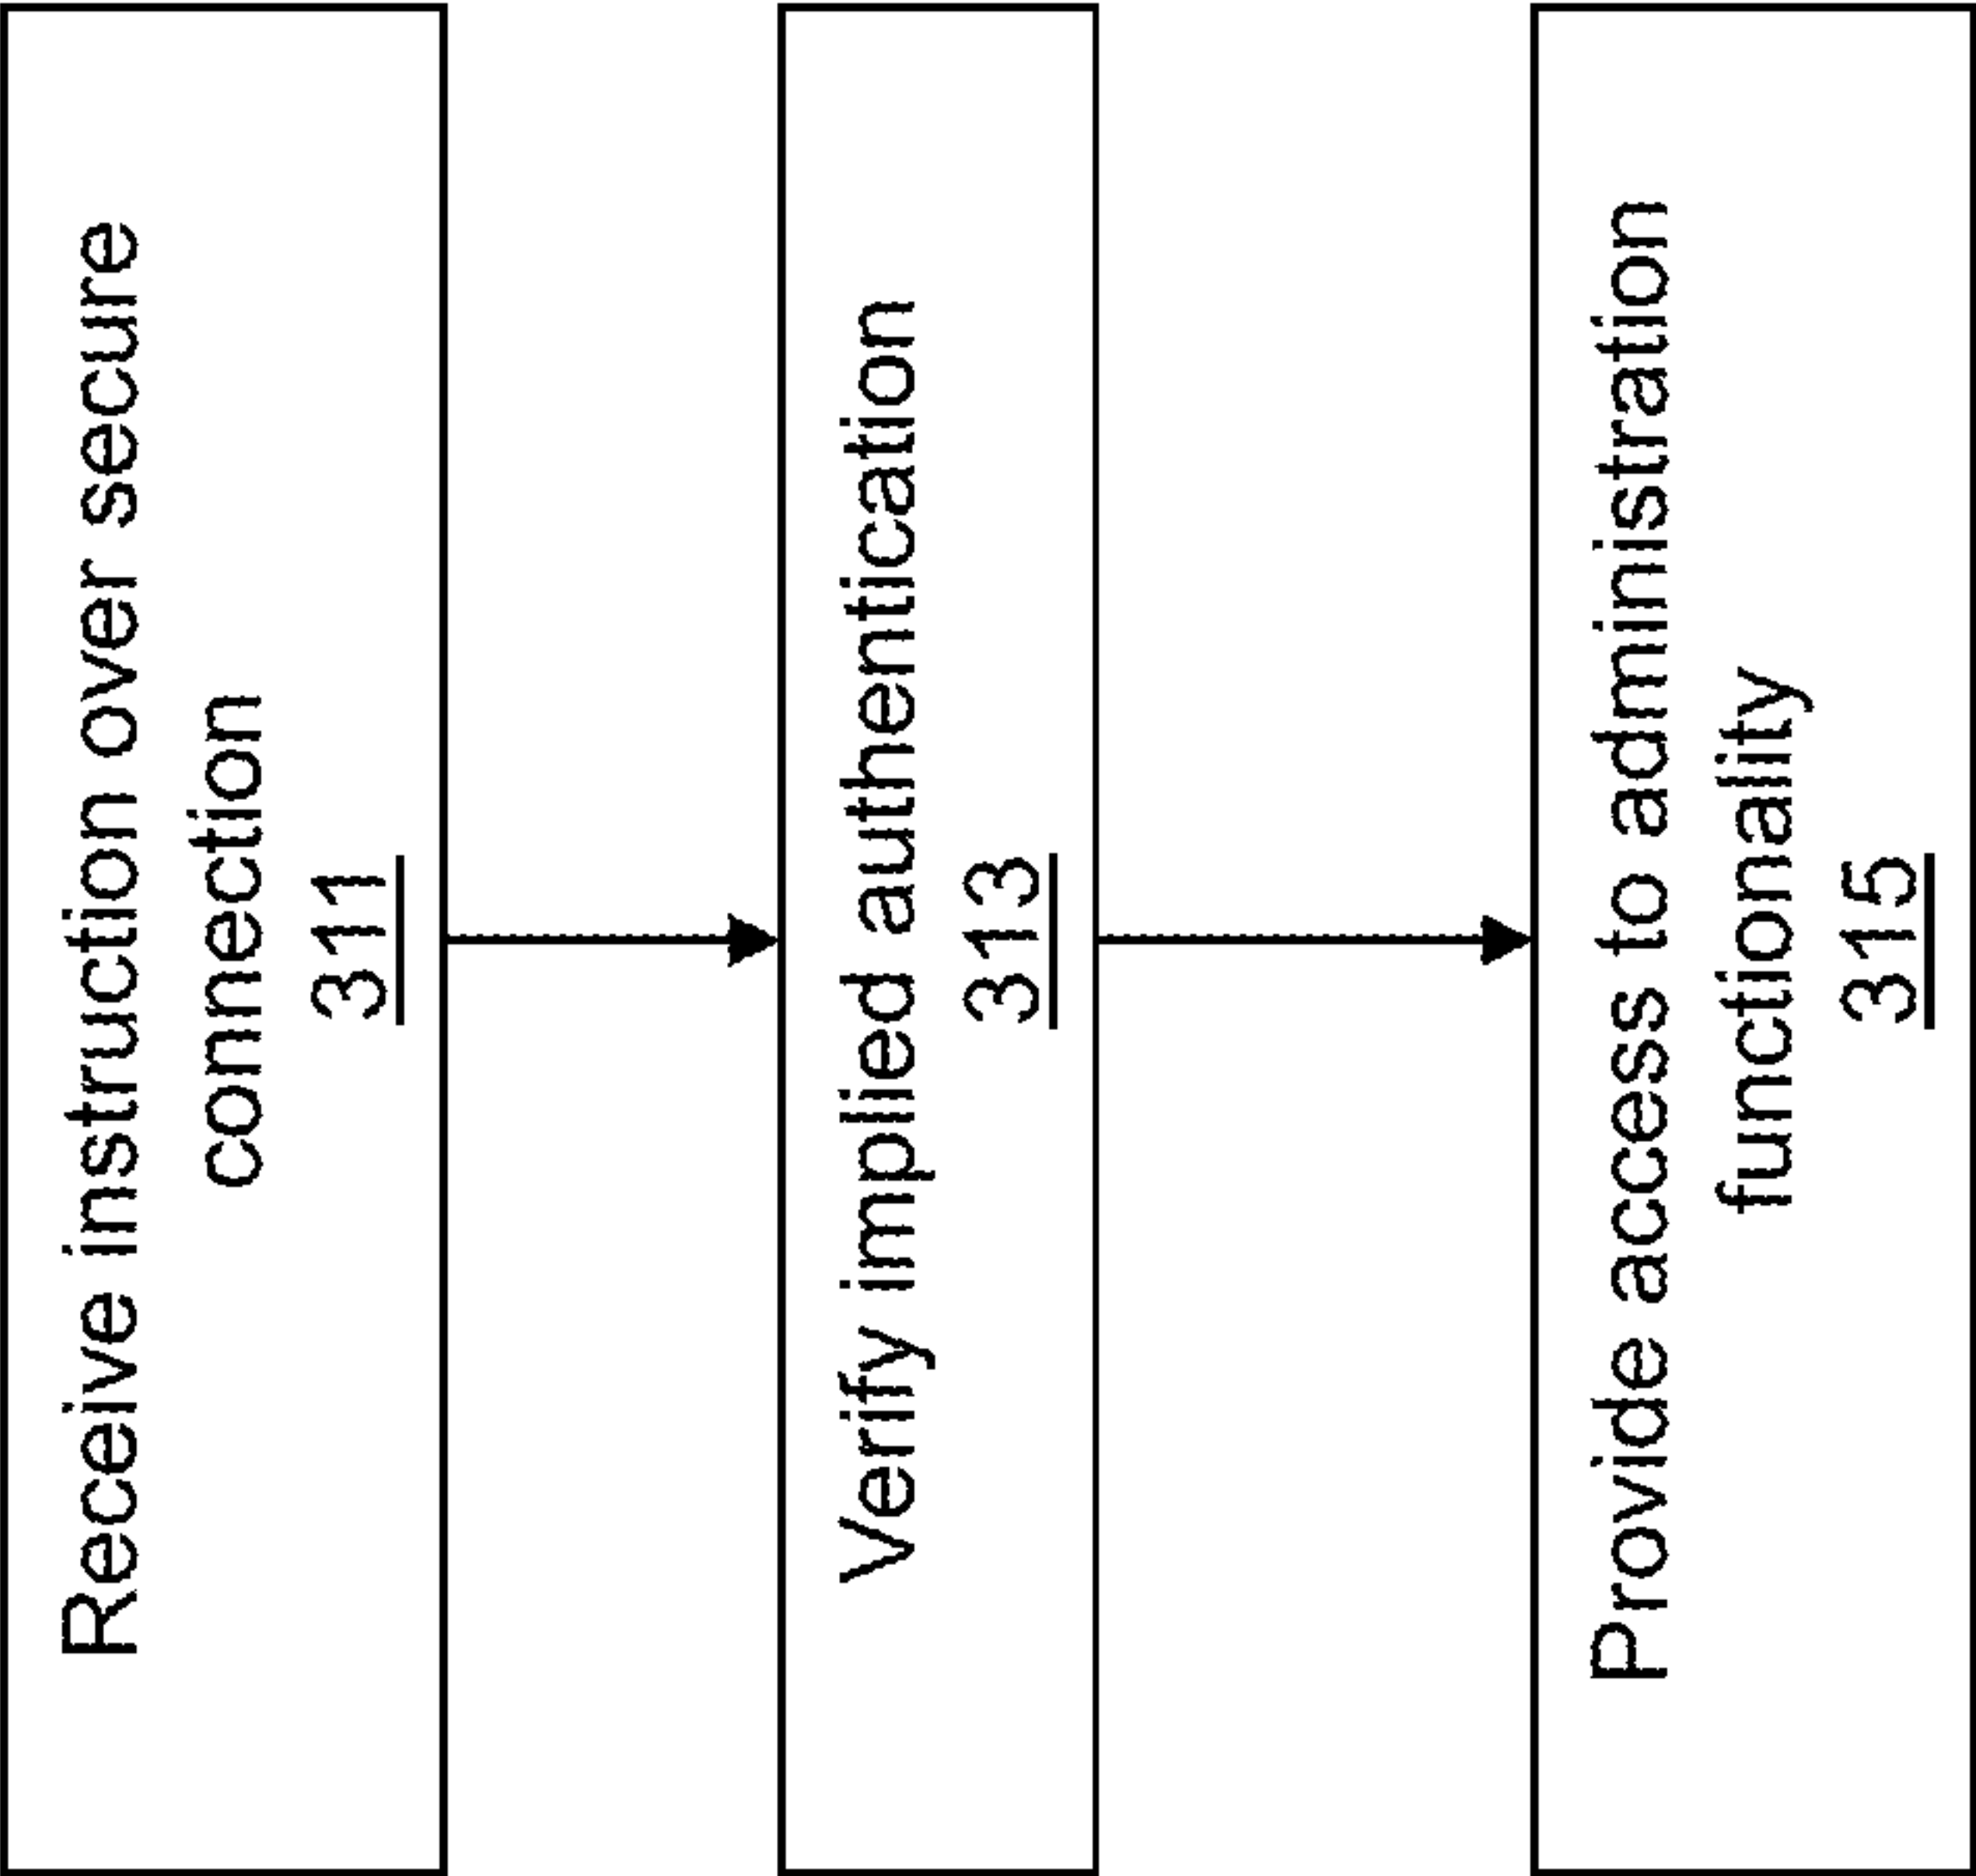 Receive instruction over secure
connection
311
Verify implied authentication
313
Provide access to administration
functionality
315